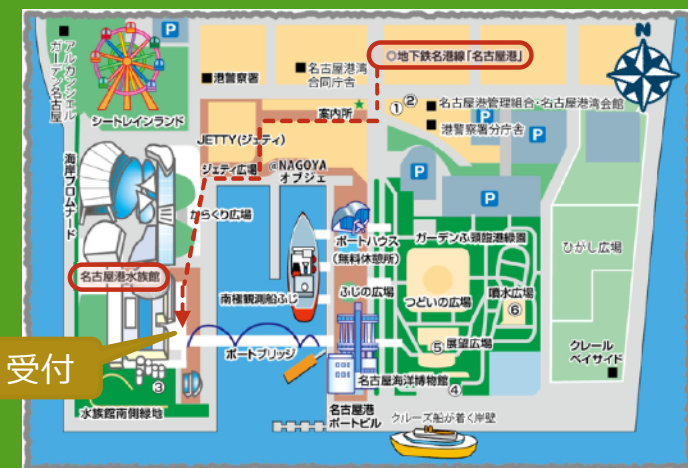 P
N
◎地下鉄名港線「名古屋港」
■港警察署
■名古屋港湾
合同庁舎
アルカンシェル
ガーデン名古屋
シートレインランド
案内所
①
②
■名古屋港管理組合・名古屋港湾会館
■港警察署分庁舎
P
P
JETTY(ジェティ)
ジェティ広場
@NAGOYA
オブジェ
P
P
P
海岸プロムナード
からくり広場
ポートハウス
(無料休憩所)
ガーデンふ頭臨港緑園
ひがし広場
名古屋港水族館
南極観測船ふじ
ふじの広場
つどいの広場
噴水広場
⑥
受付
ポートブリッジ
⑤
展望広場
クレール
ベイサイド
③
名古屋海洋博物館
④
水族館南側緑地
名古屋港
ポートビル
クルーズ船が着く岸壁